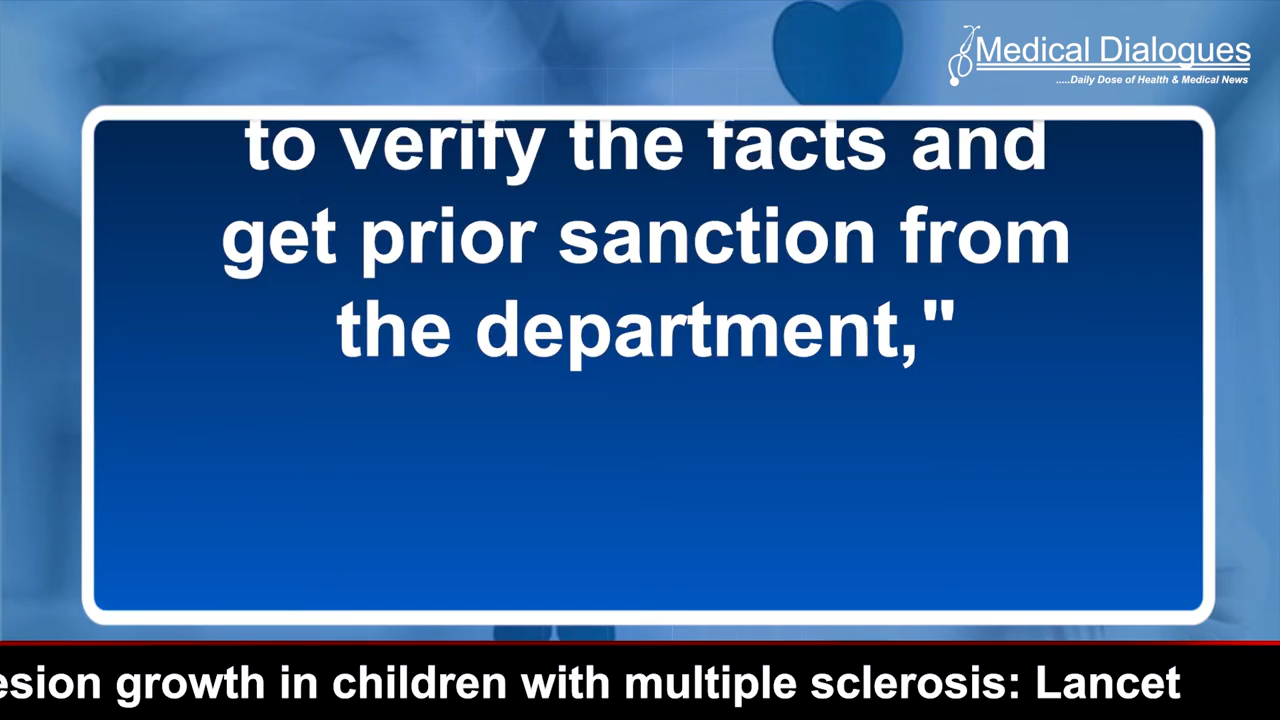 Medical Dialogues
.....Daily Dose of Health & Medical News
to verify the facts and
get prior sanction from
the department,"
esion growth in children with multiple sclerosis: Lancet